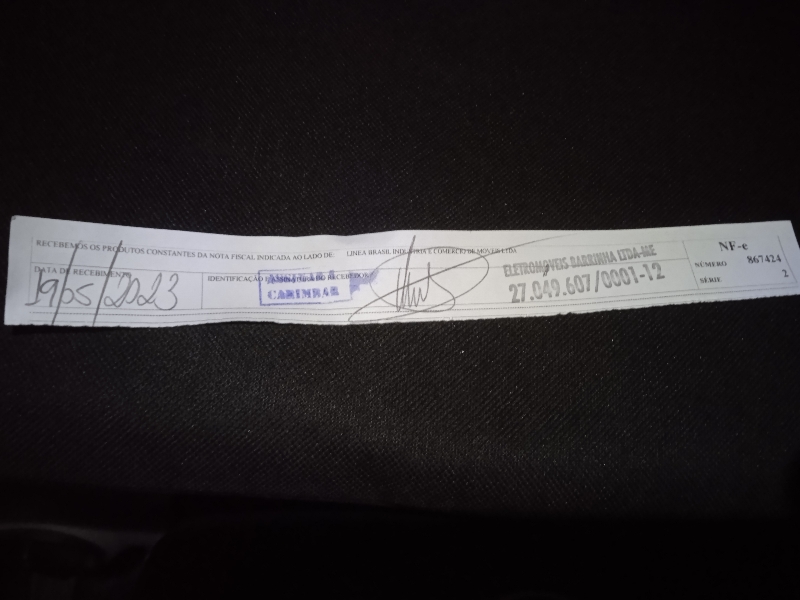 RECEBEMOS OS PRODUTOS CONSTANTES DA NOTA FISCAL INDICADA AO LADO DE: LINEA BRASIL INDUSTRIA E COMERCIO DE MOVEIS LTDA
DATA DE RECEBIMENTO
19/05/2023
IDENTIFICAÇÃO E ASSINATURA DO RECEBEDOR
CARIMBAR
ELETROMOVEIS BARRINHA LTDA-ME
27.049.607/0001-12
NF-e
NÚMERO 867424
SÉRIE 2